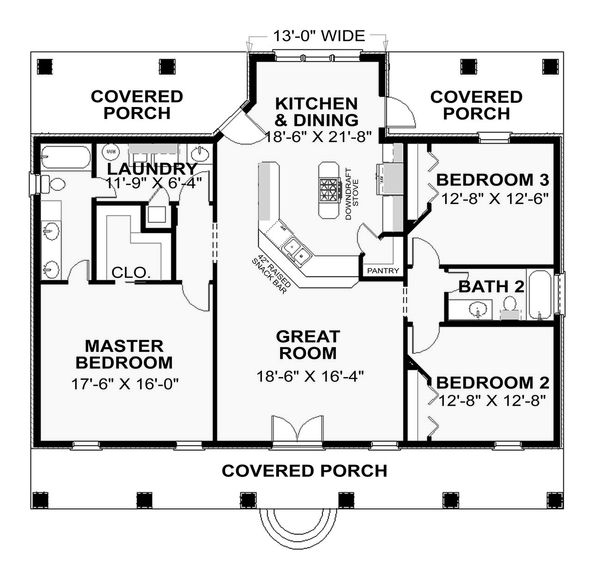 13'-0" WIDE
COVERED
PORCH
KITCHEN
& DINING
18'-6" X 21'-8"
COVERED
PORCH
LAUNDRY
11'-9" X 6'-4"
DOWNDRAFT
STOVE
BEDROOM 3
12'-8" X 12'-6"
CLO.
42" RAISED
SNACK BAR
PANTRY
BATH 2
MASTER
BEDROOM
17'-6" X 16'-0"
GREAT
ROOM
18'-6" X 16'-4"
BEDROOM 2
12'-8" X 12'-8"
COVERED PORCH